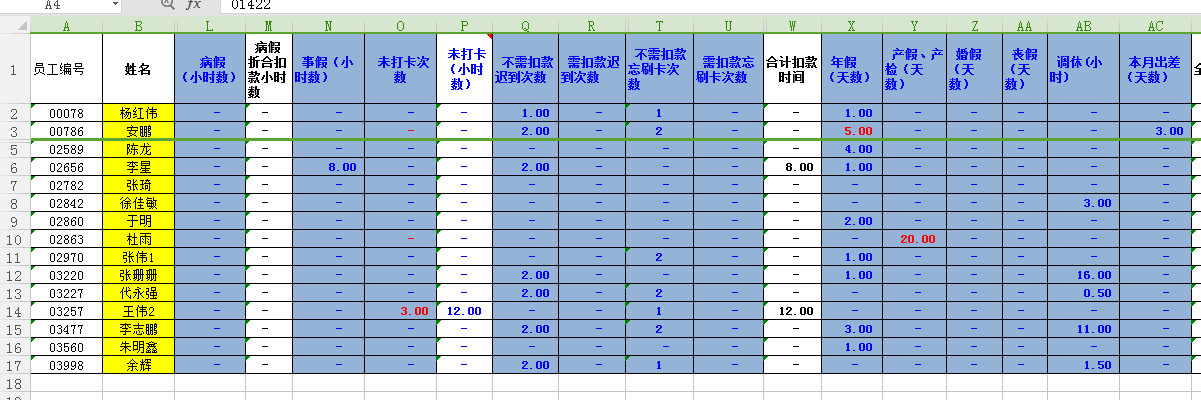 A4 fx 01422
A B L M N O P Q R S T U W X Y Z AA AB AC
1 员工编号 姓名 病假（小时数） 病假折合扣款小时数 事假（小时数） 未打卡次数 未打卡（小时数） 不需扣款迟到次数 需扣款迟到次数 不需扣款忘刷卡次数 需扣款忘刷卡次数 合计扣款时间 年假（天数） 产假、产检（天数） 婚假（天数） 丧假（天数） 调休(小时) 本月出差（天数）
2 00078 杨红伟 - - - - - 1.00 - 1 - - 1.00 - - - - -
3 00786 安鹏 - - - - - 2.00 - 2 - - 5.00 - - - - 3.00
5 02589 陈龙 - - - - - - - - - - 4.00 - - - - -
6 02656 李星 - - 8.00 - - 2.00 - - - 8.00 1.00 - - - - -
7 02782 张琦 - - - - - - - - - - - - - - - -
8 02842 徐佳敏 - - - - - - - - - - - - - - 3.00 -
9 02860 于明 - - - - - - - - - - 2.00 - - - - -
10 02863 杜雨 - - - - - - - - - - - 20.00 - - - -
11 02970 张伟1 - - - - - - - 2 - - 1.00 - - - - -
12 03220 张珊珊 - - - - - 2.00 - - - - 1.00 - - - 16.00 -
13 03227 代永强 - - - - - 2.00 - 2 - - - - - - 0.50 -
14 03257 王伟2 - - - 3.00 12.00 - - 1 - 12.00 - - - - - -
15 03477 李志鹏 - - - - - 2.00 - 2 - - 3.00 - - - 11.00 -
16 03560 朱明鑫 - - - - - - - - - - 1.00 - - - - -
17 03998 余辉 - - - - - 2.00 - 1 - - - - - - 1.50 -
18
19